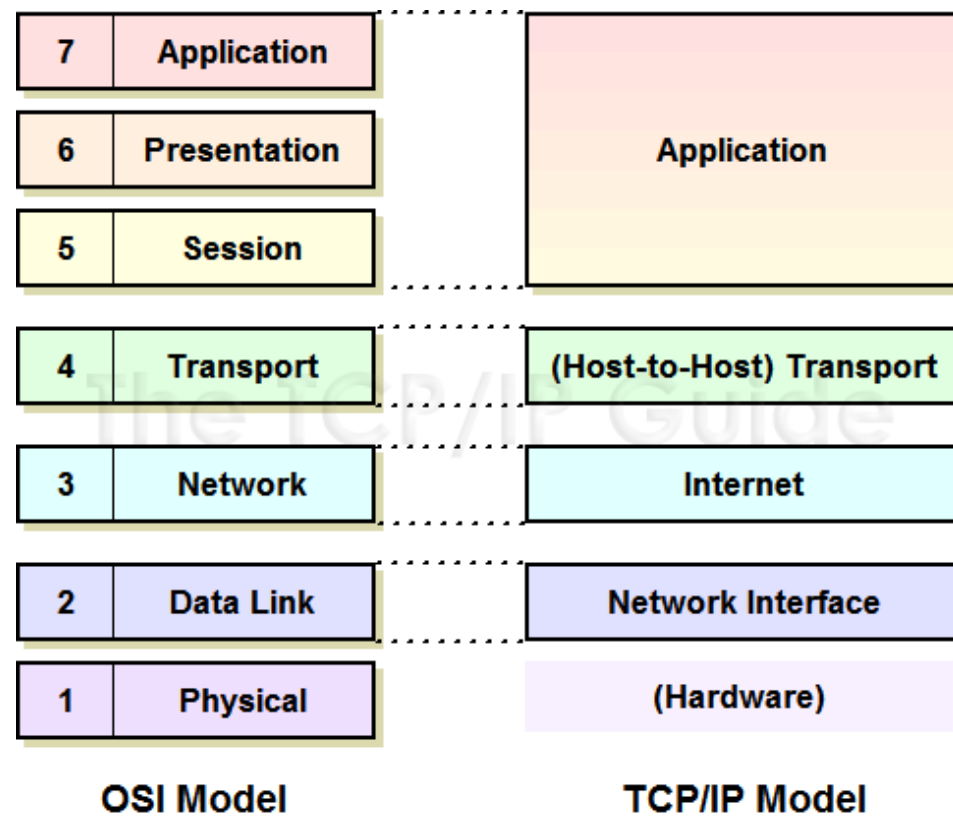 7 Application
6 Presentation
Application
5 Session
4 Transport
(Host-to-Host) Transport
The TCP/IP Guide
3 Network
Internet
2 Data Link
Network Interface
1 Physical
(Hardware)
OSI Model
TCP/IP Model